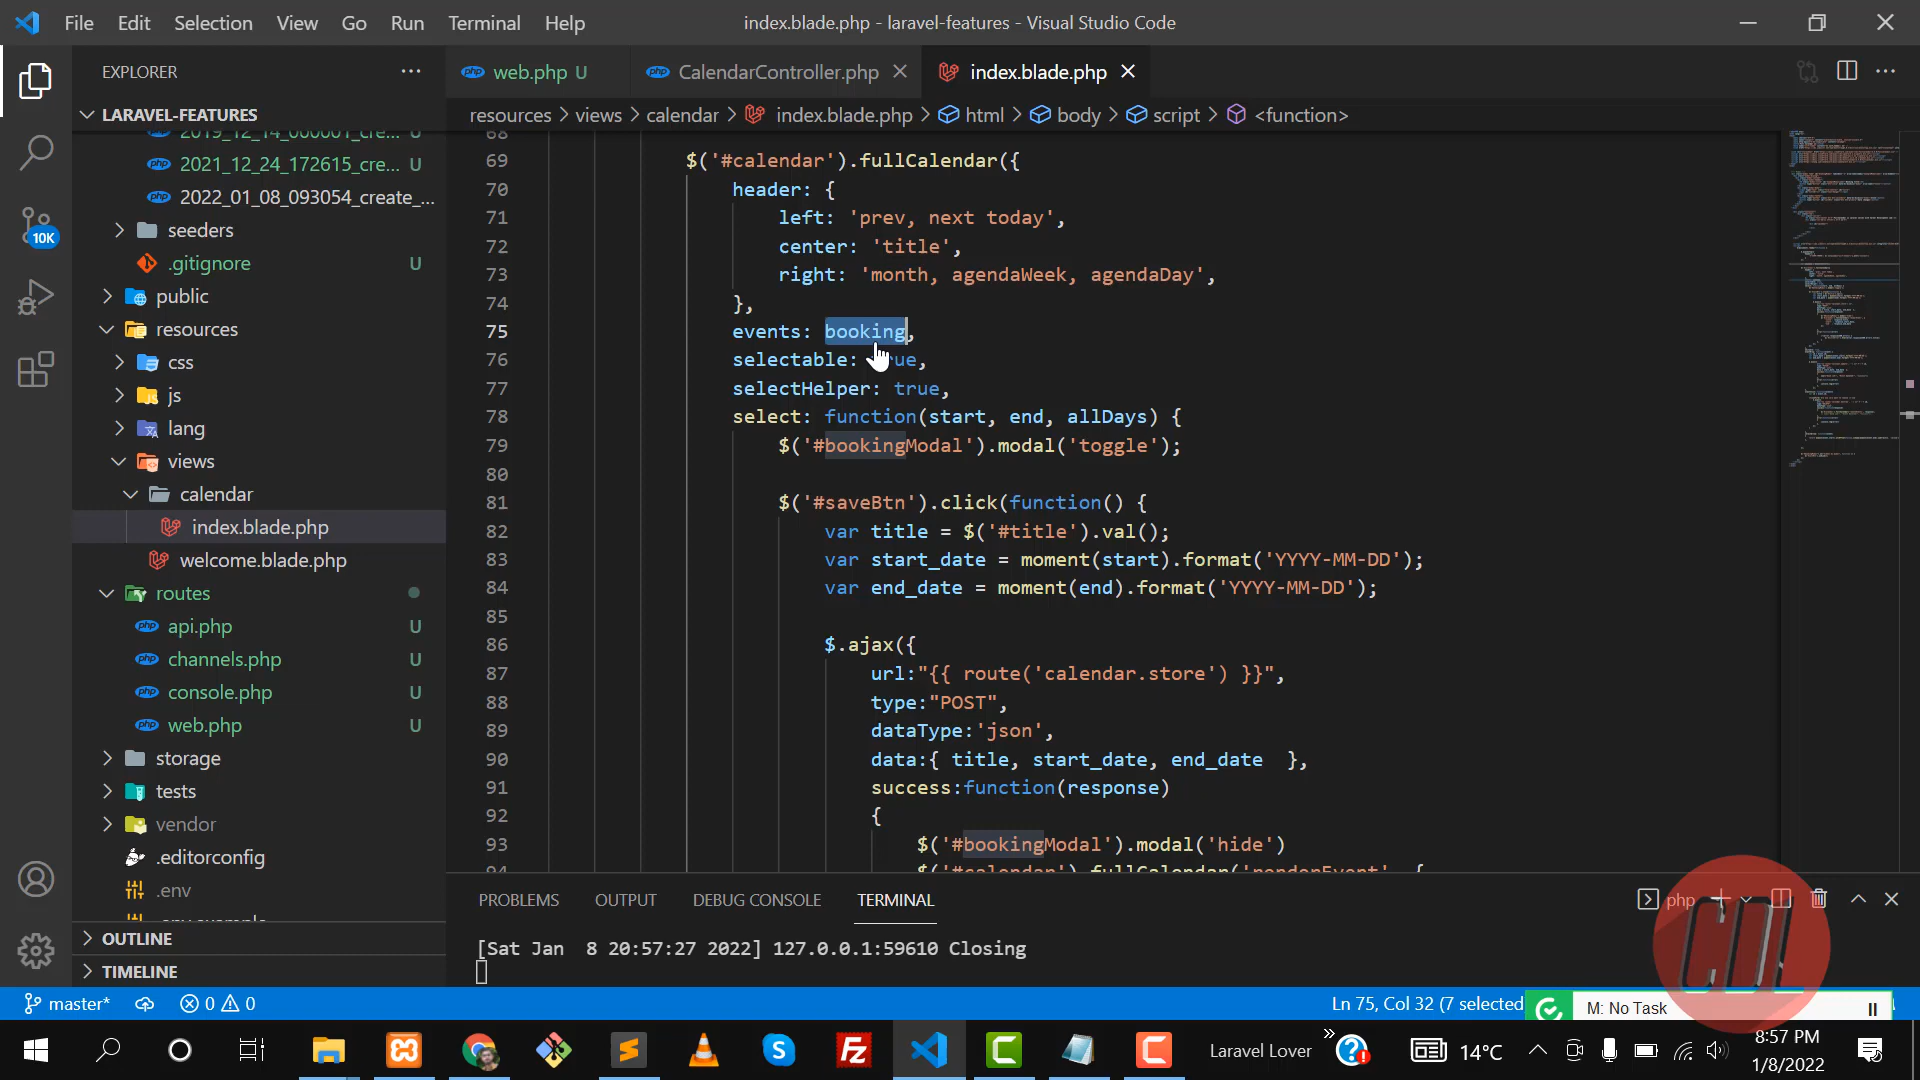 File Edit Selection View Go Run Terminal Help
index.blade.php - laravel-features - Visual Studio Code
EXPLORER
web.php U
CalendarController.php
index.blade.php
LARAVEL-FEATURES
resources > views > calendar > index.blade.php > html > body > script > <function>
2019_12_14_000001_cre... U
2021_12_24_172615_cre... U
2022_01_08_093054_create_...
seeders
.gitignore U
public
resources
css
js
lang
views
calendar
index.blade.php
welcome.blade.php
routes
api.php U
channels.php U
console.php U
web.php U
storage
tests
vendor
.editorconfig
.env
.env.example
OUTLINE
TIMELINE
68
69 $('#calendar').fullCalendar({
70 header: {
71 left: 'prev, next today',
72 center: 'title',
73 right: 'month, agendaWeek, agendaDay',
74 },
75 events: booking,
76 selectable: true,
77 selectHelper: true,
78 select: function(start, end, allDays) {
79 $('#bookingModal').modal('toggle');
80
81 $('#saveBtn').click(function() {
82 var title = $('#title').val();
83 var start_date = moment(start).format('YYYY-MM-DD');
84 var end_date = moment(end).format('YYYY-MM-DD');
85
86 $.ajax({
87 url:"{{ route('calendar.store') }}",
88 type:"POST",
89 dataType:'json',
90 data:{ title, start_date, end_date },
91 success:function(response)
92 {
93 $('#bookingModal').modal('hide')
94 $('#calendar').fullCalendar('renderEvent', {
PROBLEMS OUTPUT DEBUG CONSOLE TERMINAL
php
[Sat Jan 8 20:57:27 2022] 127.0.0.1:59610 Closing
10K
CDL
master*
0 0
Ln 75, Col 32 (7 selected
M: No Task
Laravel Lover
14°C
8:57 PM
1/8/2022